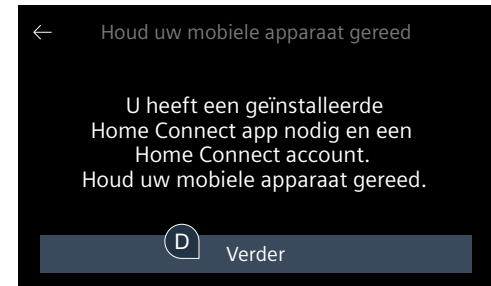 ← Houd uw mobiele apparaat gereed
U heeft een geïnstalleerde
Home Connect app nodig en een
Home Connect account.
Houd uw mobiele apparaat gereed.
D
Verder